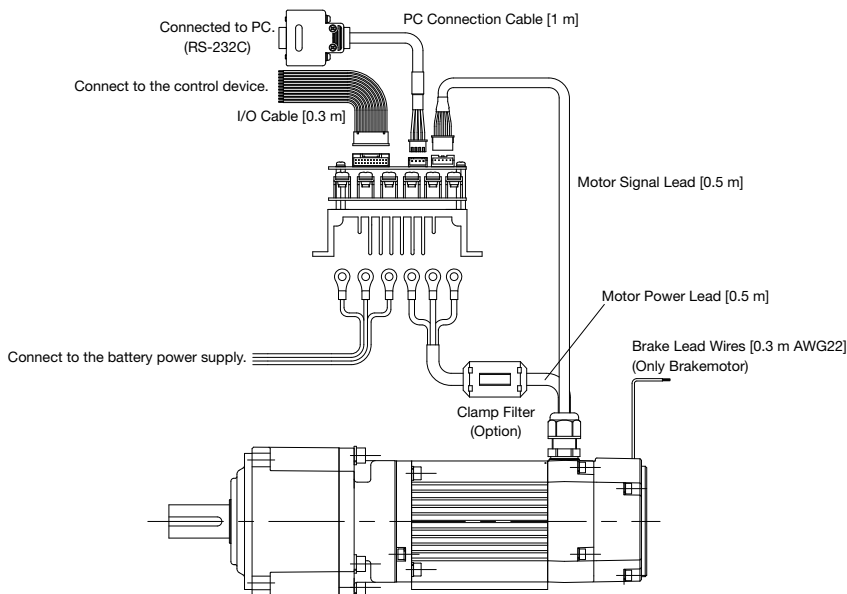 Connected to PC.
(RS-232C)
PC Connection Cable [1 m]
Connect to the control device.
I/O Cable [0.3 m]
Motor Signal Lead [0.5 m]
Motor Power Lead [0.5 m]
Brake Lead Wires [0.3 m AWG22]
(Only Brakemotor)
Connect to the battery power supply.
Clamp Filter
(Option)